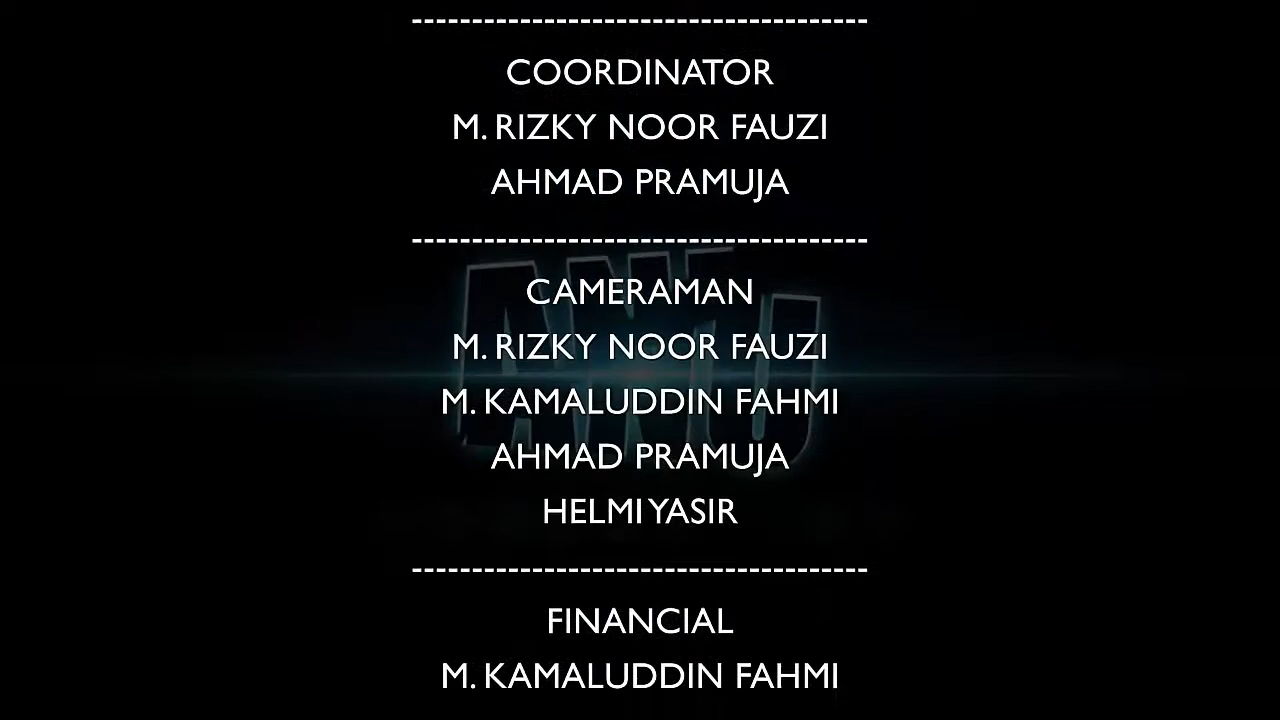 --------------------------------------
COORDINATOR
M. RIZKY NOOR FAUZI
AHMAD PRAMUJA
--------------------------------------
CAMERAMAN
M. RIZKY NOOR FAUZI
M. KAMALUDDIN FAHMI
AHMAD PRAMUJA
HELMI YASIR
--------------------------------------
FINANCIAL
M. KAMALUDDIN FAHMI